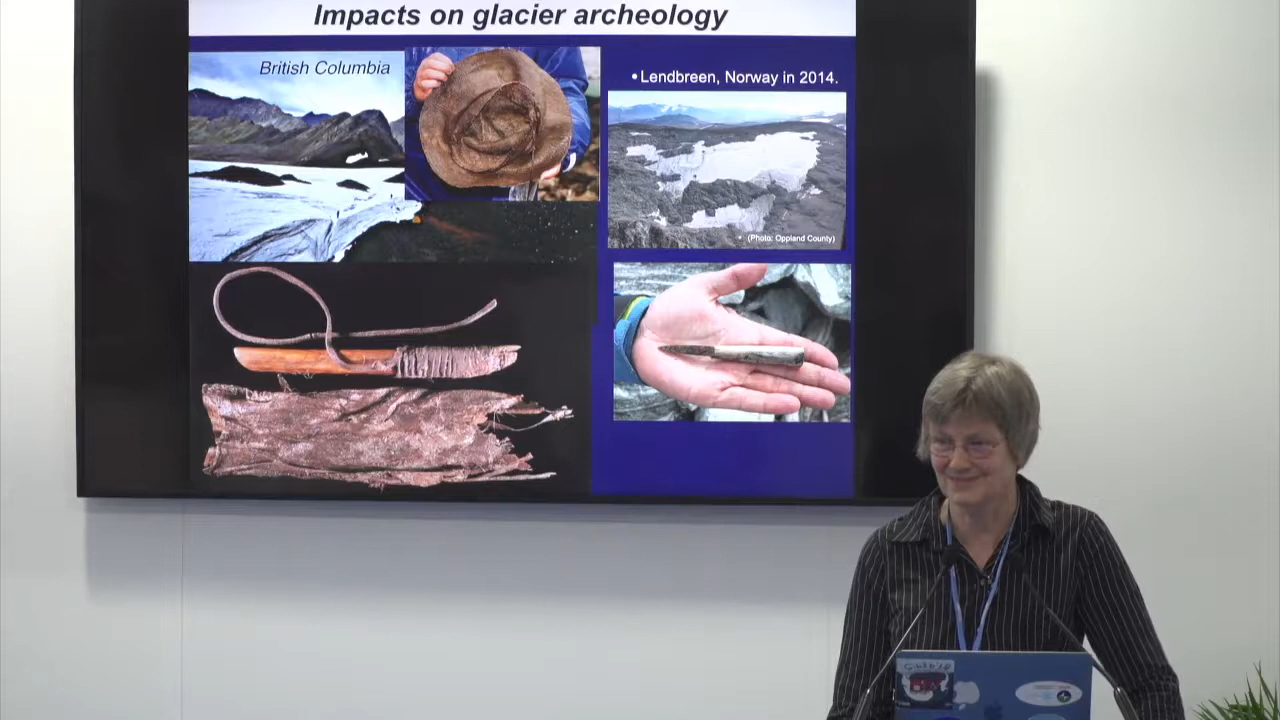 Impacts on glacier archeology
British Columbia
• Lendbreen, Norway in 2014.
• (Photo: Oppland County)